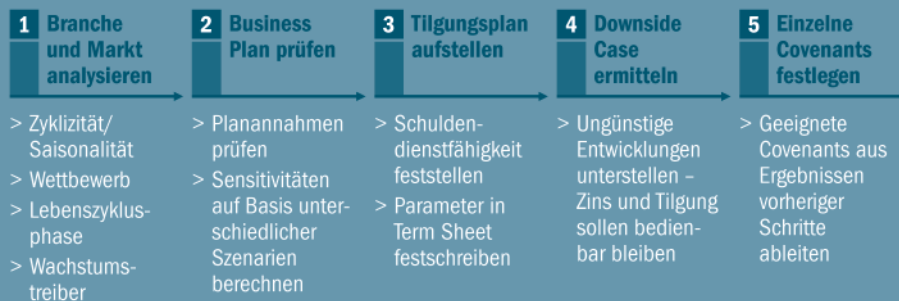 1 Branche
und Markt
analysieren
> Zyklizität/
Saisonalität
> Wettbewerb
> Lebenszyklus-
phase
> Wachstums-
treiber
2 Business
Plan prüfen
> Planannahmen
prüfen
> Sensitivitäten
auf Basis unter-
schiedlicher
Szenarien
berechnen
3 Tilgungsplan
aufstellen
> Schulden-
dienstfähigkeit
feststellen
> Parameter in
Term Sheet
festschreiben
4 Downside
Case
ermitteln
> Ungünstige
Entwicklungen
unterstellen –
Zins und Tilgung
sollen bedien-
bar bleiben
5 Einzelne
Covenants
festlegen
> Geeignete
Covenants aus
Ergebnissen
vorheriger
Schritte
ableiten